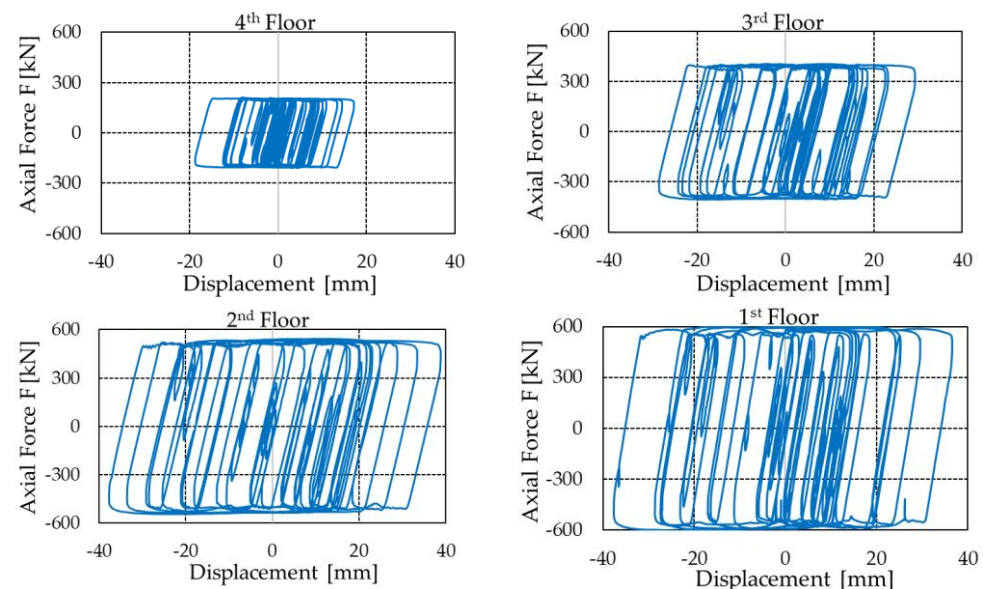 4th Floor
Axial Force F [kN]
600
300
0
-300
-600
-40 -20 0 20 40
Displacement [mm]
3rd Floor
Axial Force F [kN]
600
300
0
-300
-600
-40 -20 0 20 40
Displacement [mm]
2nd Floor
Axial Force F [kN]
600
300
0
-300
-600
-40 -20 0 20 40
Displacement [mm]
1st Floor
Axial Force F [kN]
600
300
0
-300
-600
-40 -20 0 20 40
Displacement [mm]